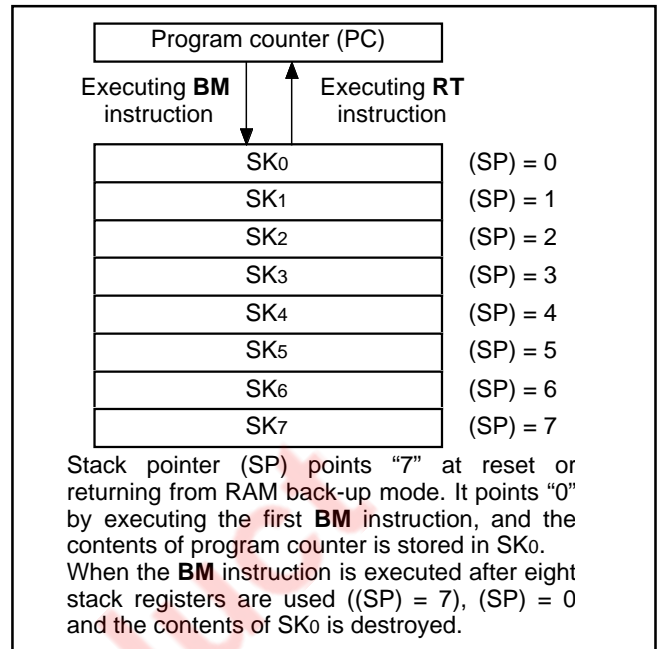 Program counter (PC)
Executing BM
instruction
Executing RT
instruction
SK0 (SP) = 0
SK1 (SP) = 1
SK2 (SP) = 2
SK3 (SP) = 3
SK4 (SP) = 4
SK5 (SP) = 5
SK6 (SP) = 6
SK7 (SP) = 7
Stack pointer (SP) points “7” at reset or
returning from RAM back-up mode. It points “0”
by executing the first BM instruction, and the
contents of program counter is stored in SK0.
When the BM instruction is executed after eight
stack registers are used ((SP) = 7), (SP) = 0
and the contents of SK0 is destroyed.